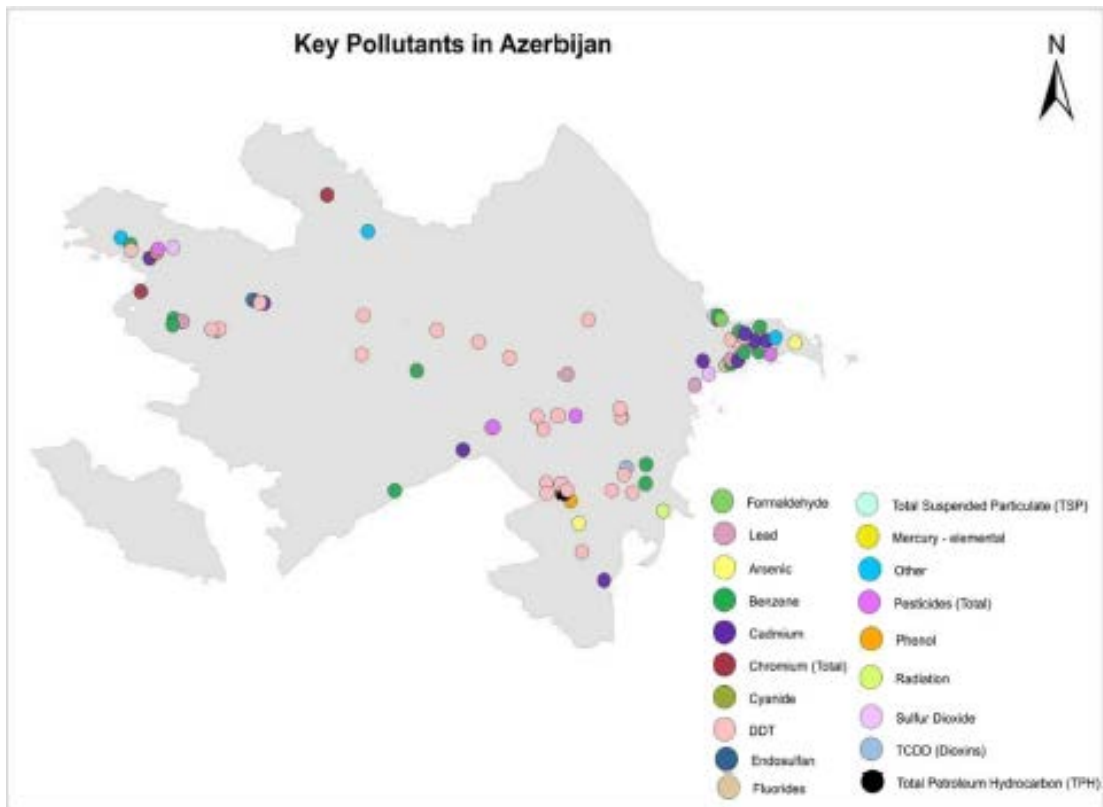 Key Pollutants in Azerbijan
N
Formaldehyde
Lead
Arsenic
Benzene
Cadmium
Chromium (Total)
Cyanide
DDT
Endosulfan
Fluorides
Total Suspended Particulate (TSP)
Mercury - elemental
Other
Pesticides (Total)
Phenol
Radiation
Sulfur Dioxide
TCDD (Dioxins)
Total Petroleum Hydrocarbon (TPH)